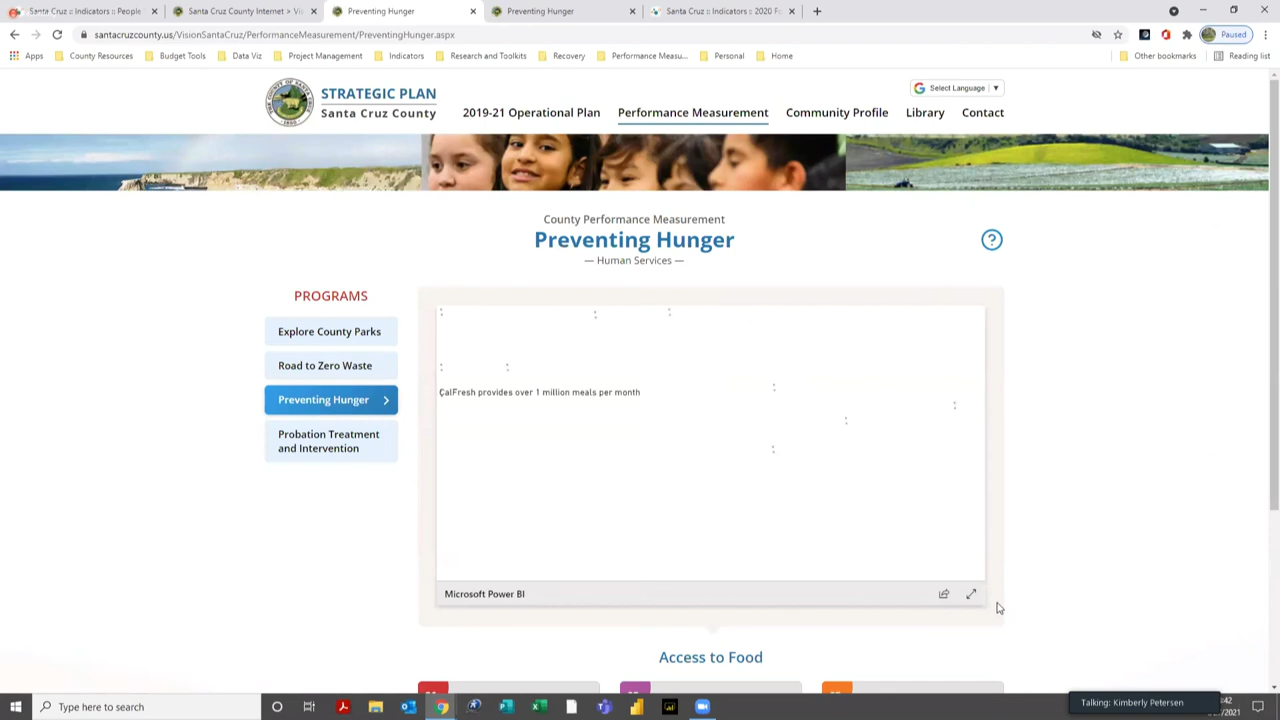 Santa Cruz :: Indicators :: People
Santa Cruz County Internet > Vis
Preventing Hunger
Preventing Hunger
Santa Cruz :: Indicators :: 2020 Fo
santacruzcounty.us/VisionSantaCruz/PerformanceMeasurement/PreventingHunger.aspx
Paused
Apps
County Resources
Budget Tools
Data Viz
Project Management
Indicators
Research and Toolkits
Recovery
Performance Measu...
Personal
Home
Other bookmarks
Reading list
STRATEGIC PLAN
Santa Cruz County
Select Language
2019-21 Operational Plan
Performance Measurement
Community Profile
Library
Contact
County Performance Measurement
Preventing Hunger
— Human Services —
?
PROGRAMS
Explore County Parks
Road to Zero Waste
Preventing Hunger
Probation Treatment
and Intervention
CalFresh provides over 1 million meals per month
Microsoft Power BI
Access to Food
Type here to search
Talking: Kimberly Petersen